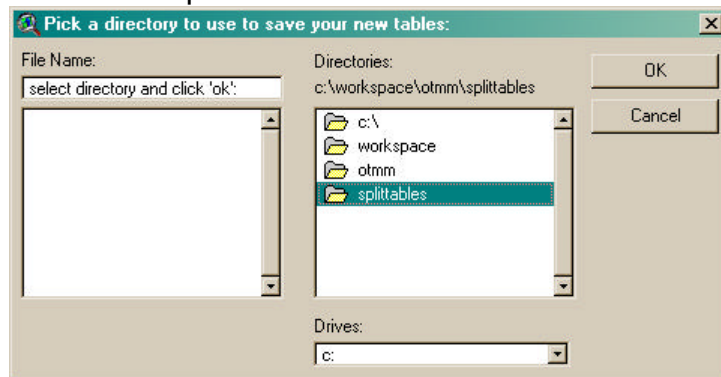 Pick a directory to use to save your new tables:
File Name:
select directory and click 'ok':
Directories:
c:\workspace\otmm\splittables
c:\
workspace
otmm
splittables
Drives:
c:
OK
Cancel